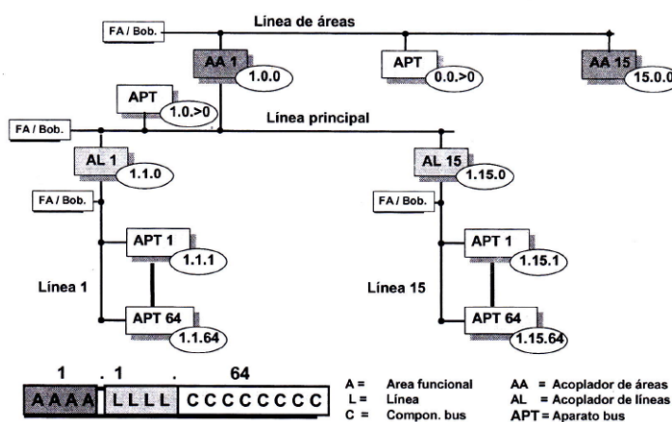 Línea de áreas
FA / Bob.
AA 1
1.0.0
APT
0.0.>0
AA 15
15.0.0
APT
1.0.>0
Línea principal
FA / Bob.
AL 1
1.1.0
AL 15
1.15.0
FA / Bob.
FA / Bob.
APT 1
1.1.1
APT 1
1.15.1
Línea 1
Línea 15
APT 64
1.1.64
APT 64
1.15.64
1 . 1 . 64
A A A A L L L L C C C C C C C C
A = Area funcional
L = Línea
C = Compon. bus
AA = Acoplador de áreas
AL = Acoplador de líneas
APT = Aparato bus